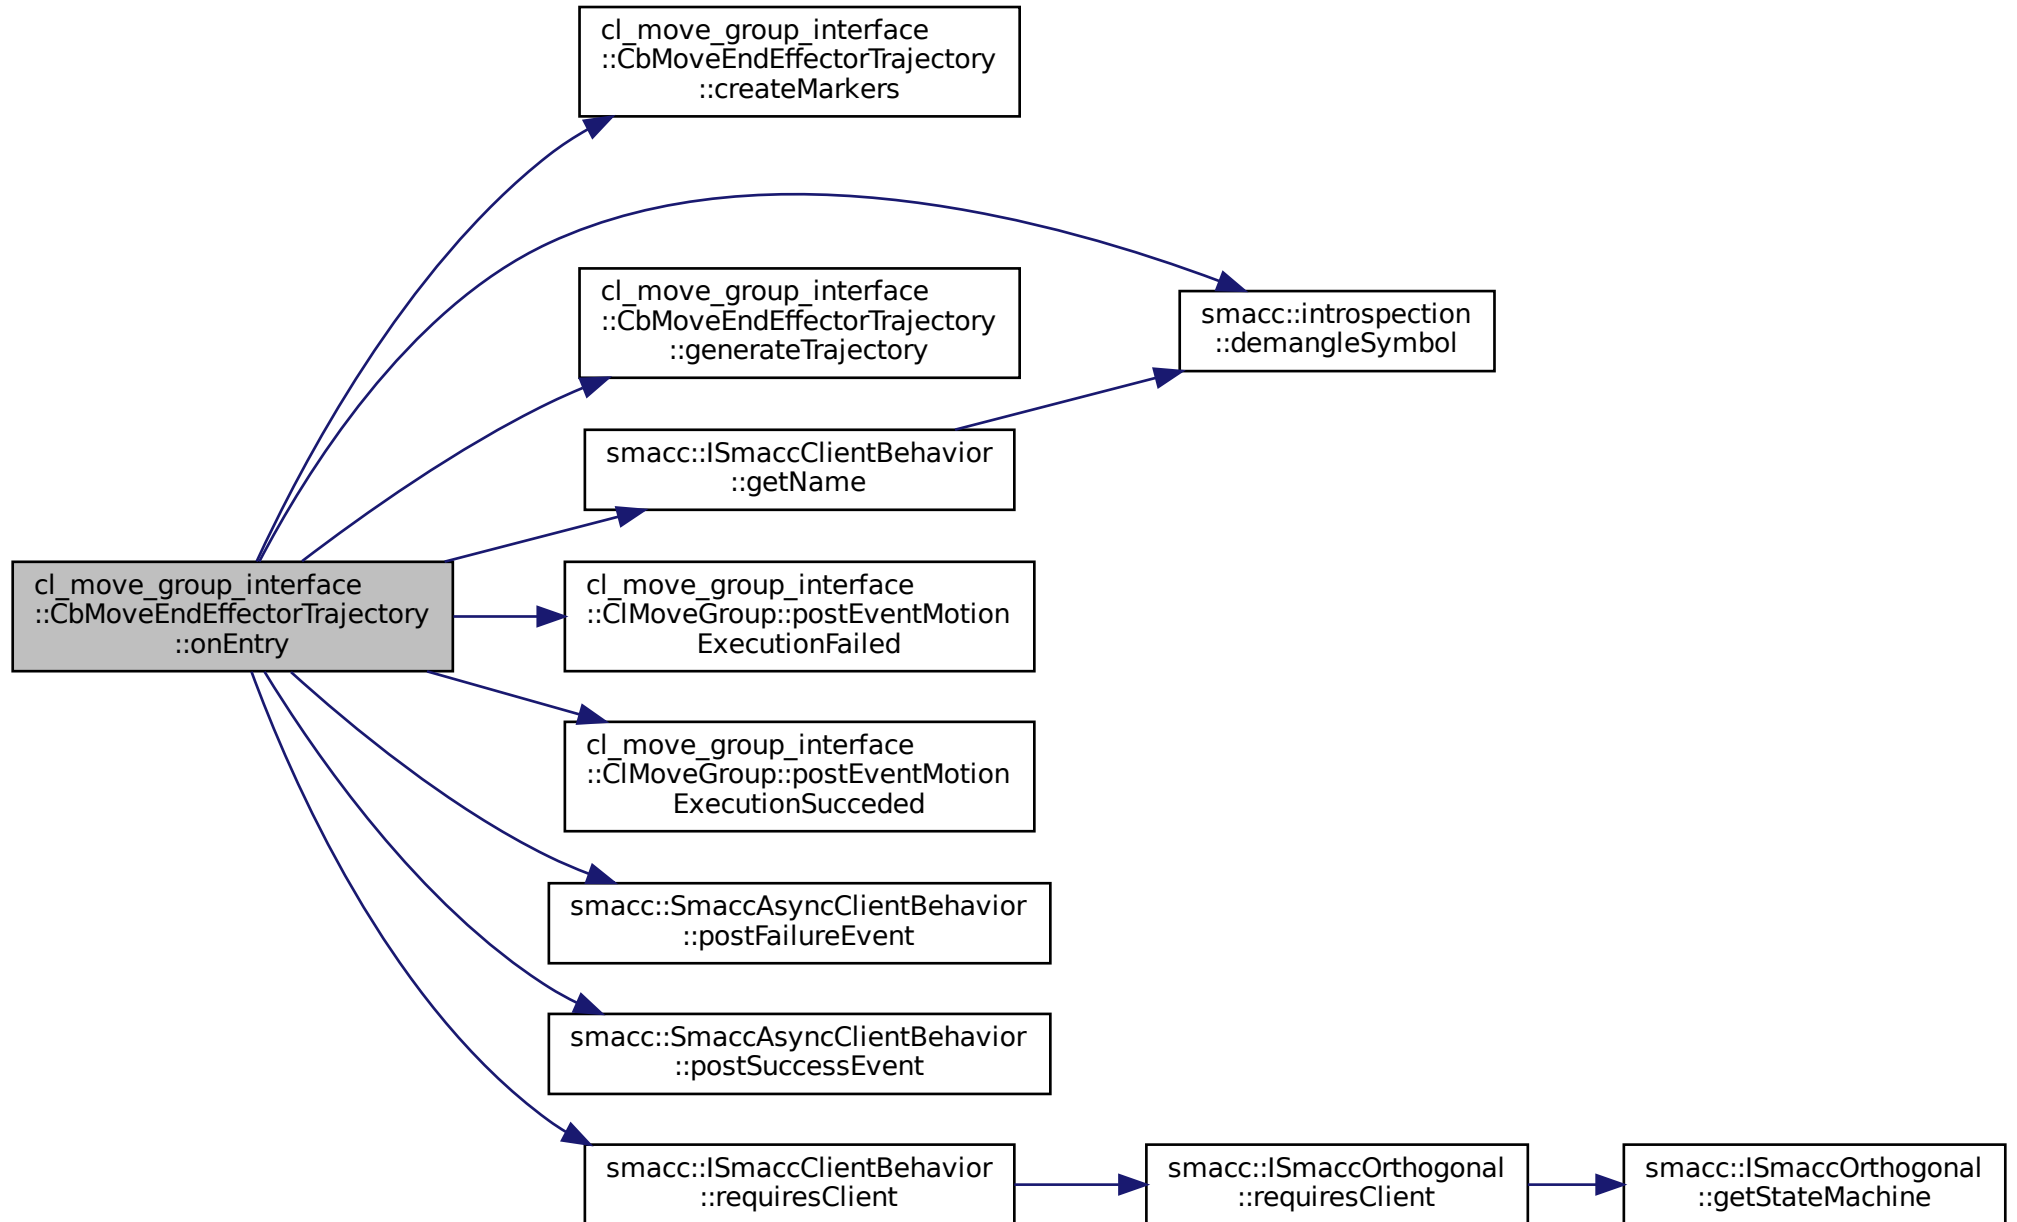 cl_move_group_interface
::CbMoveEndEffectorTrajectory
::createMarkers
cl_move_group_interface
::CbMoveEndEffectorTrajectory
::generateTrajectory
smacc::introspection
::demangleSymbol
smacc::ISmaccClientBehavior
::getName
cl_move_group_interface
::CbMoveEndEffectorTrajectory
::onEntry
cl_move_group_interface
::ClMoveGroup::postEventMotion
ExecutionFailed
cl_move_group_interface
::ClMoveGroup::postEventMotion
ExecutionSucceded
smacc::SmaccAsyncClientBehavior
::postFailureEvent
smacc::SmaccAsyncClientBehavior
::postSuccessEvent
smacc::ISmaccClientBehavior
::requiresClient
smacc::ISmaccOrthogonal
::requiresClient
smacc::ISmaccOrthogonal
::getStateMachine